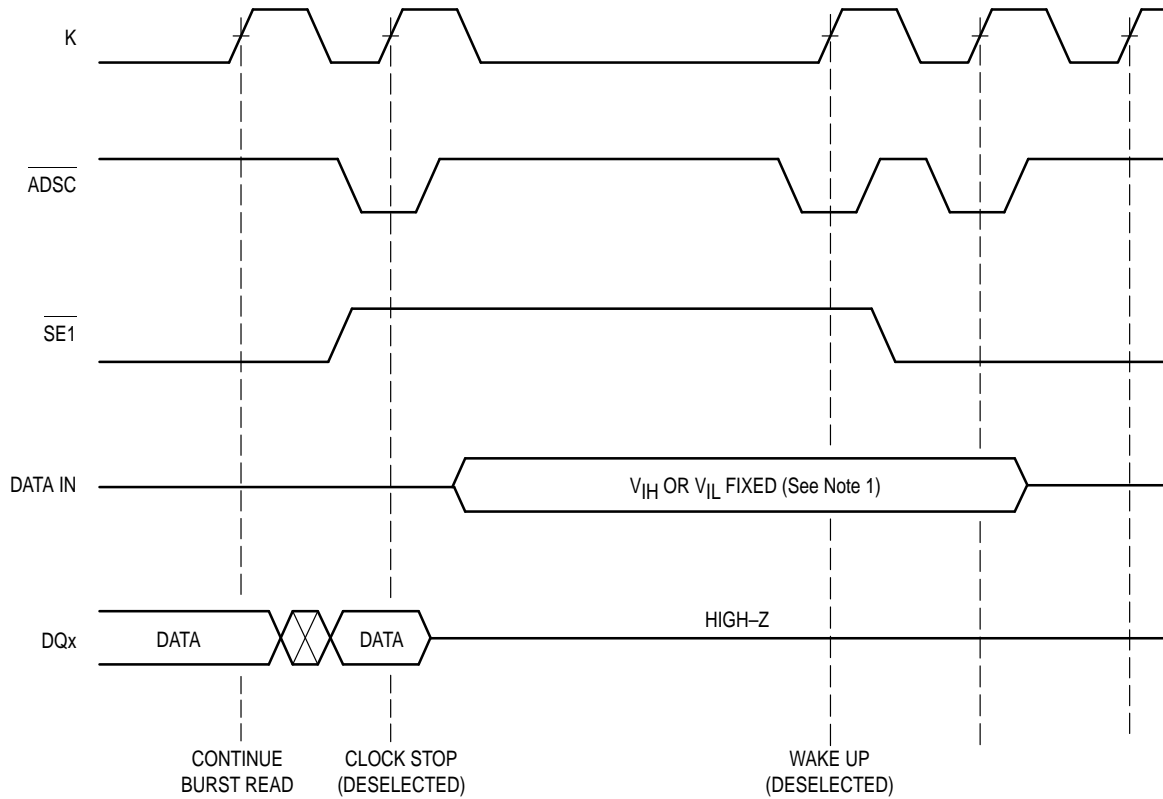 K
ADSC
SE1
DATA IN
VIH OR VIL FIXED (See Note 1)
DQx
DATA
DATA
HIGH–Z
CONTINUE
BURST READ
CLOCK STOP
(DESELECTED)
WAKE UP
(DESELECTED)